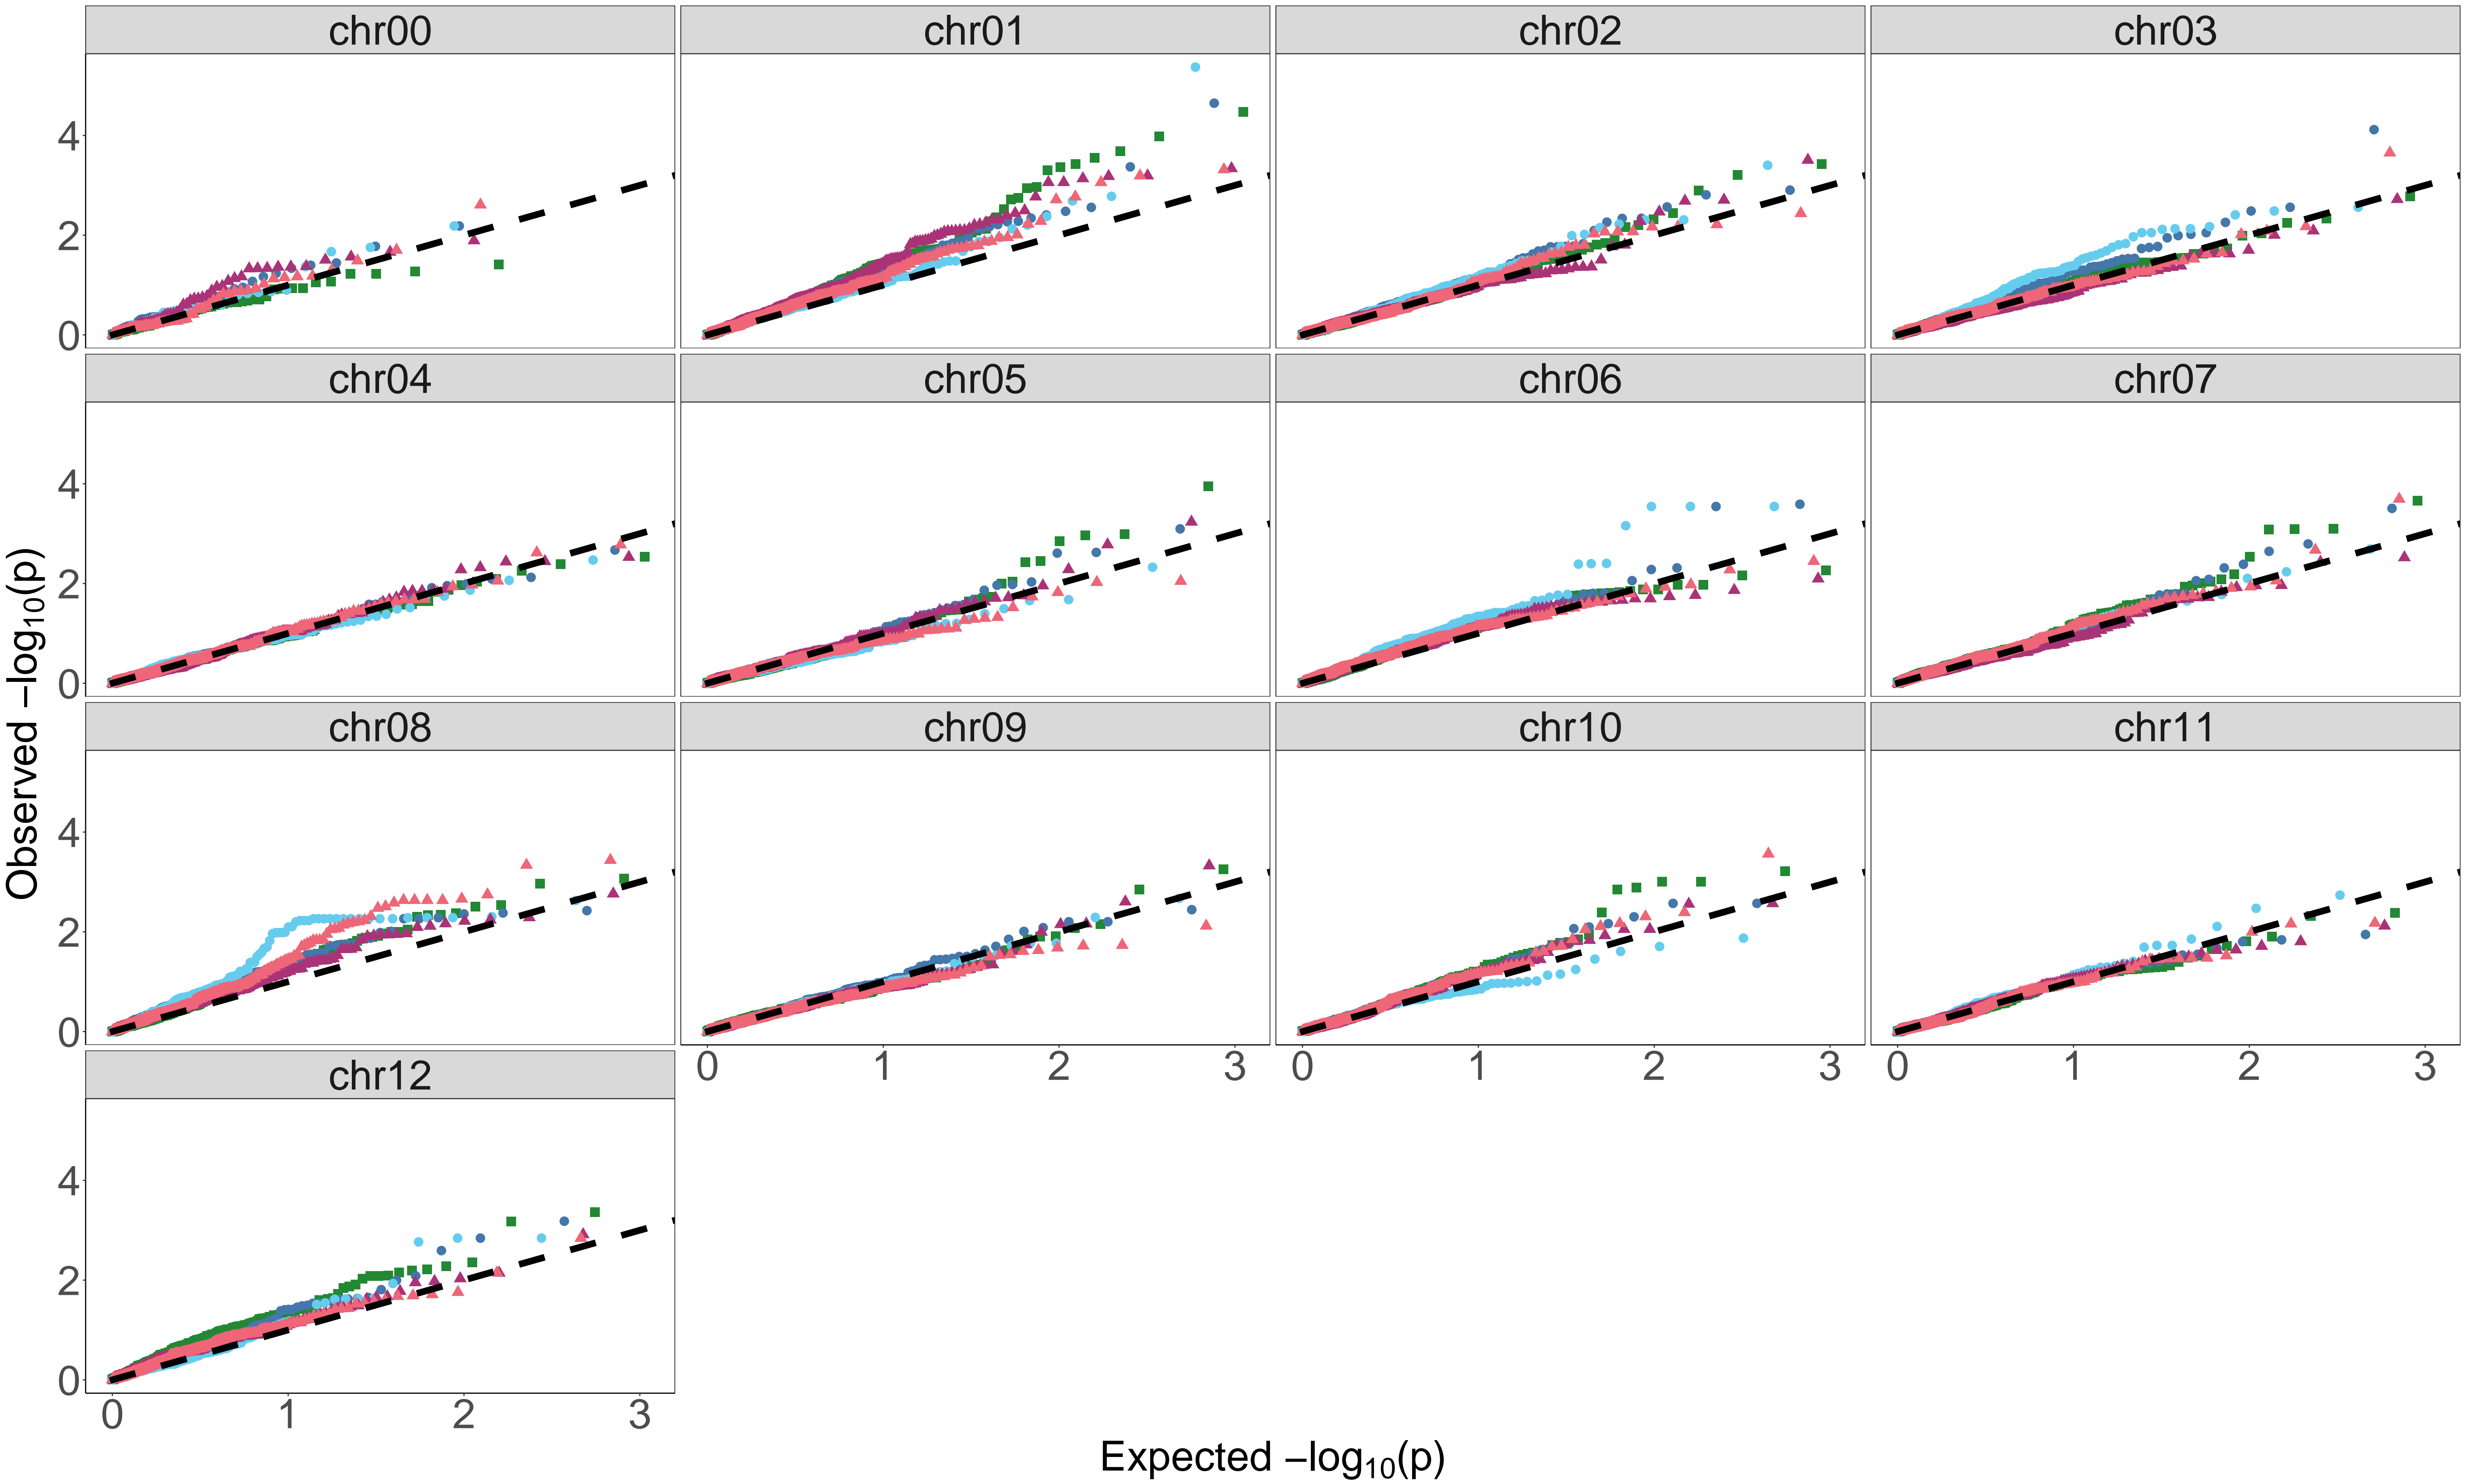 chr00 chr01 chr02 chr03
4
2
0
chr04 chr05 chr06 chr07
4
2
0
Observed −log10(p)
chr08 chr09 chr10 chr11
4
2
0
0 1 2 3 0 1 2 3 0 1 2 3
chr12
4
2
0
0 1 2 3
Expected −log10(p)